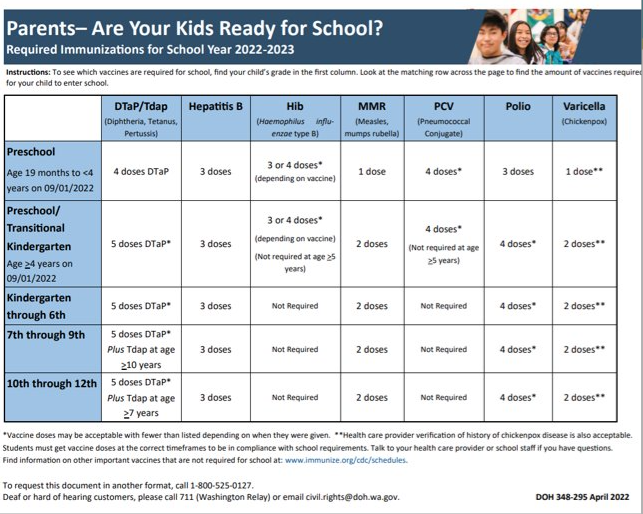 Parents– Are Your Kids Ready for School?
Required Immunizations for School Year 2022-2023
Instructions: To see which vaccines are required for school, find your child's grade in the first column. Look at the matching row across the page to find the amount of vaccines required
for your child to enter school.
DTaP/Tdap
(Diphtheria, Tetanus,
Pertussis)
Hepatitis B
Hib
(Haemophilus influ-
enzae type B)
MMR
(Measles,
mumps rubella)
PCV
(Pneumococcal
Conjugate)
Polio
Varicella
(Chickenpox)
Preschool
Age 19 months to <4
years on 09/01/2022
4 doses DTaP
3 doses
3 or 4 doses*
(depending on vaccine)
1 dose
4 doses*
3 doses
1 dose**
Preschool/
Transitional
Kindergarten
Age ≥4 years on
09/01/2022
5 doses DTaP*
3 doses
3 or 4 doses*
(depending on vaccine)
(Not required at age ≥5
years)
2 doses
4 doses*
(Not required at age
≥5 years)
4 doses*
2 doses**
Kindergarten
through 6th
5 doses DTaP*
3 doses
Not Required
2 doses
Not Required
4 doses*
2 doses**
7th through 9th
5 doses DTaP*
Plus Tdap at age
≥10 years
3 doses
Not Required
2 doses
Not Required
4 doses*
2 doses**
10th through 12th
5 doses DTaP*
Plus Tdap at age
≥7 years
3 doses
Not Required
2 doses
Not Required
4 doses*
2 doses**
*Vaccine doses may be acceptable with fewer than listed depending on when they were given. **Health care provider verification of history of chickenpox disease is also acceptable.
Students must get vaccine doses at the correct timeframes to be in compliance with school requirements. Talk to your health care provider or school staff if you have questions.
Find information on other important vaccines that are not required for school at: www.immunize.org/cdc/schedules.
To request this document in another format, call 1-800-525-0127.
Deaf or hard of hearing customers, please call 711 (Washington Relay) or email civil.rights@doh.wa.gov.
DOH 348-295 April 2022